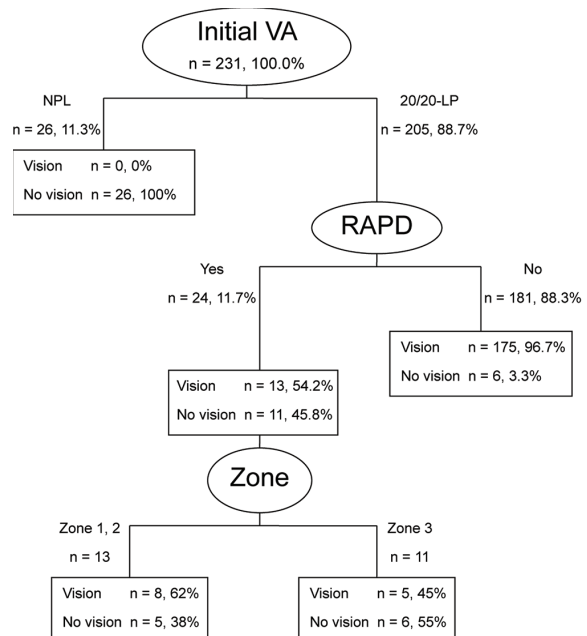 Initial VA
n = 231, 100.0%
NPL
n = 26, 11.3%
Vision n = 0, 0%
No vision n = 26, 100%
20/20-LP
n = 205, 88.7%
RAPD
Yes
n = 24, 11.7%
No
n = 181, 88.3%
Vision n = 175, 96.7%
No vision n = 6, 3.3%
Vision n = 13, 54.2%
No vision n = 11, 45.8%
Zone
Zone 1, 2
n = 13
Vision n = 8, 62%
No vision n = 5, 38%
Zone 3
n = 11
Vision n = 5, 45%
No vision n = 6, 55%